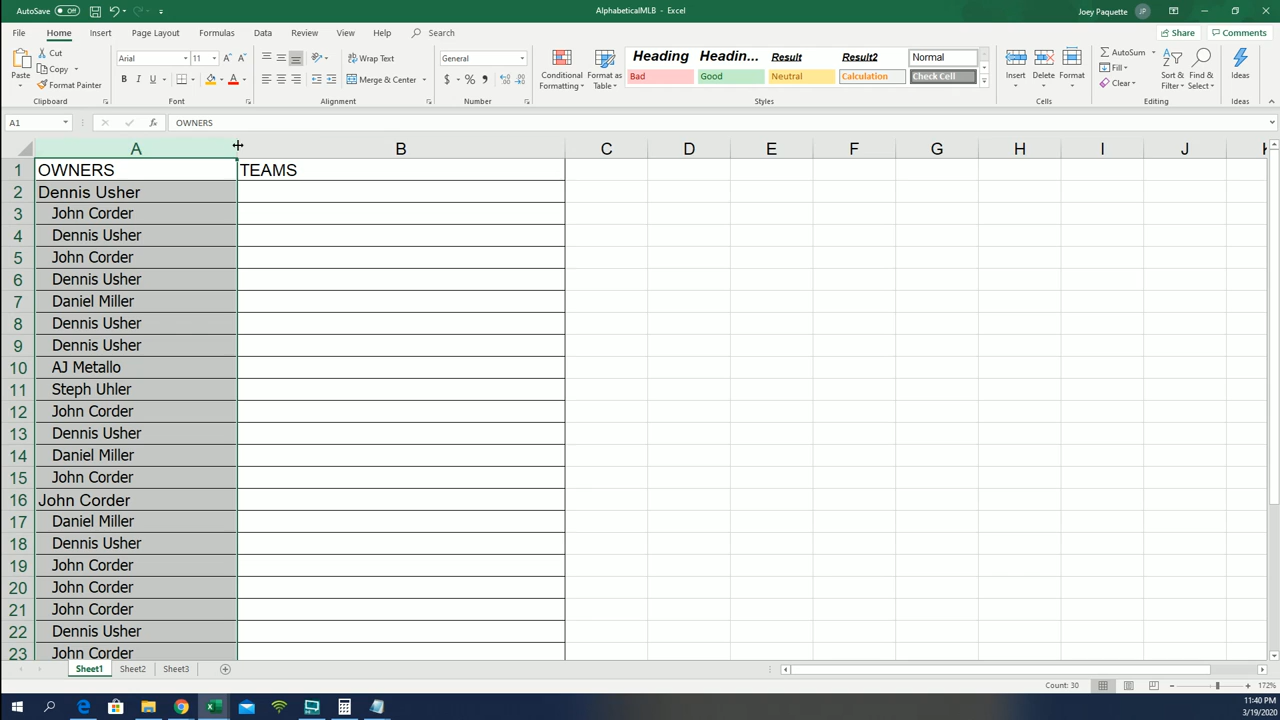 AutoSave Off AlphabeticalMLB - Excel Joey Paquette JP
File Home Insert Page Layout Formulas Data Review View Help Search Share Comments
Paste Cut Copy Format Painter
Arial 11 A A B I U A
Wrap Text Merge & Center
General $ % ,
Conditional Formatting Format as Table
Heading Headin... Result Result2 Normal
Bad Good Neutral Calculation Check Cell
Insert Delete Format
AutoSum Fill Clear Sort & Filter Find & Select Ideas
Clipboard Font Alignment Number Styles Cells Editing Ideas
A1 fx OWNERS
A B C D E F G H I J K
1 OWNERS TEAMS
2 Dennis Usher
3 John Corder
4 Dennis Usher
5 John Corder
6 Dennis Usher
7 Daniel Miller
8 Dennis Usher
9 Dennis Usher
10 AJ Metallo
11 Steph Uhler
12 John Corder
13 Dennis Usher
14 Daniel Miller
15 John Corder
16 John Corder
17 Daniel Miller
18 Dennis Usher
19 John Corder
20 John Corder
21 John Corder
22 Dennis Usher
23 John Corder
Sheet1 Sheet2 Sheet3
Count: 30 172%
11:40 PM
3/19/2020